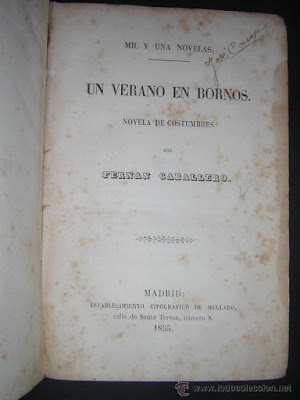 MIL Y UNA NOVELAS.
UN VERANO EN BORNOS.
NOVELA DE COSTUMBRES
POR
FERNAN CABALLERO.
MADRID:
ESTABLECIMIENTO TIPOGRÁFICO DE MELLADO,
calle de Santa Teresa, número 8.
1855.
www.todocoleccion.net